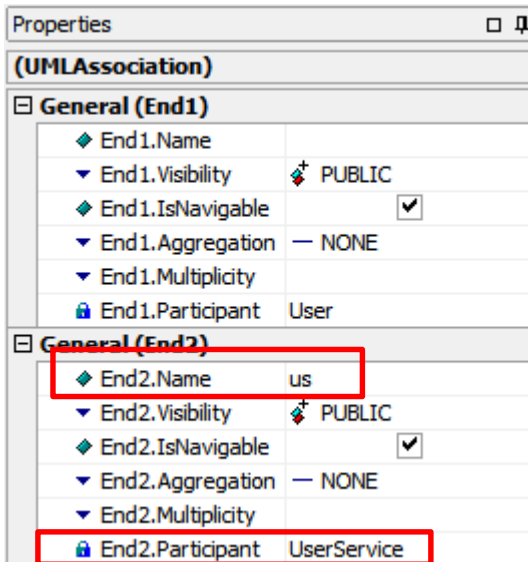 Properties
(UMLAssociation)
General (End1)
End1.Name
End1.Visibility PUBLIC
End1.IsNavigable
End1.Aggregation NONE
End1.Multiplicity
End1.Participant User
General (End2)
End2.Name us
End2.Visibility PUBLIC
End2.IsNavigable
End2.Aggregation NONE
End2.Multiplicity
End2.Participant UserService